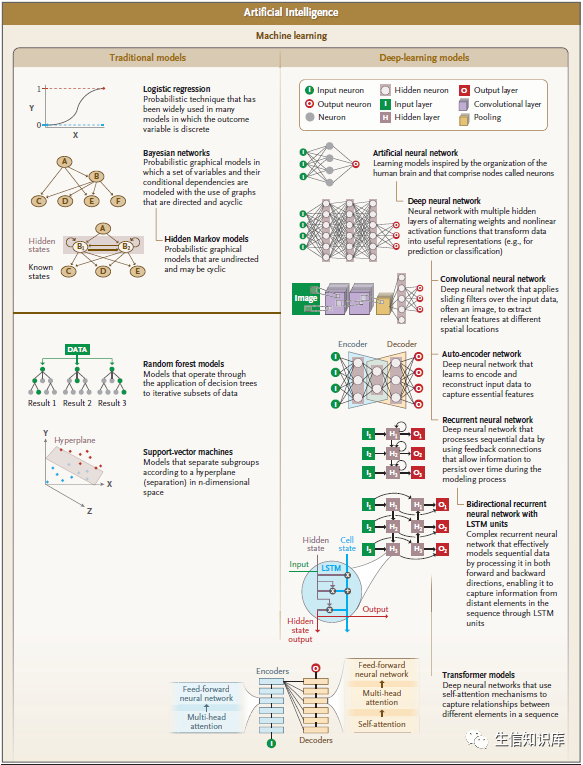 Artificial Intelligence
Machine learning
Traditional models
1
Y
0
X
Logistic regression
Probabilistic technique that has
been widely used in many
models in which the outcome
variable is discrete
A
B
C
D
E
F
Bayesian networks
Probabilistic graphical models in
which a set of variables and their
conditional dependencies are
modeled with the use of graphs
that are directed and acyclic
Hidden
states
B1
B2
Known
states
C
D
E
A
Hidden Markov models
Probabilistic graphical
models that are undirected
and may be cyclic
DATA
Result 1
Result 2
Result 3
Random forest models
Models that operate through
the application of decision trees
to iterative subsets of data
Y
Hyperplane
X
Z
Support-vector machines
Models that separate subgroups
according to a hyperplane
(separation) in n-dimensional
space
Deep-learning models
I Input neuron
Hidden neuron
O Output layer
O Output neuron
I Input layer
Convolutional layer
Neuron
H Hidden layer
Pooling
I
I
I
O
Artificial neural network
Learning models inspired by the organization of the
human brain and that comprise nodes called neurons
Deep neural network
Neural network with multiple hidden
layers of alternating weights and nonlinear
activation functions that transform data
into useful representations (e.g., for
prediction or classification)
Image
Convolutional neural network
Deep neural network that applies
sliding filters over the input data,
often an image, to extract
relevant features at different
spatial locations
Encoder
Decoder
Auto-encoder network
Deep neural network that
learns to encode and
reconstruct input data to
capture essential features
I1 H1 O1
I2 H2 O2
I3 H3 O3
Recurrent neural network
Deep neural network that
processes sequential data by
using feedback connections
that allow information to
persist over time during the
modeling process
Hidden
state
Cell
state
Input
LSTM
Output
Hidden
state
output
Bidirectional recurrent
neural network with
LSTM units
Complex recurrent neural
network that effectively
models sequential data
by processing it in both
forward and backward
directions, enabling it to
capture information from
distant elements in the
sequence through LSTM
units
Encoders
Feed-forward
neural network
Multi-head
attention
I
O
Decoders
Feed-forward
neural network
Multi-head
attention
Self-attention
Transformer models
Deep neural networks that use
self-attention mechanisms to
capture relationships between
different elements in a sequence
生信知识库